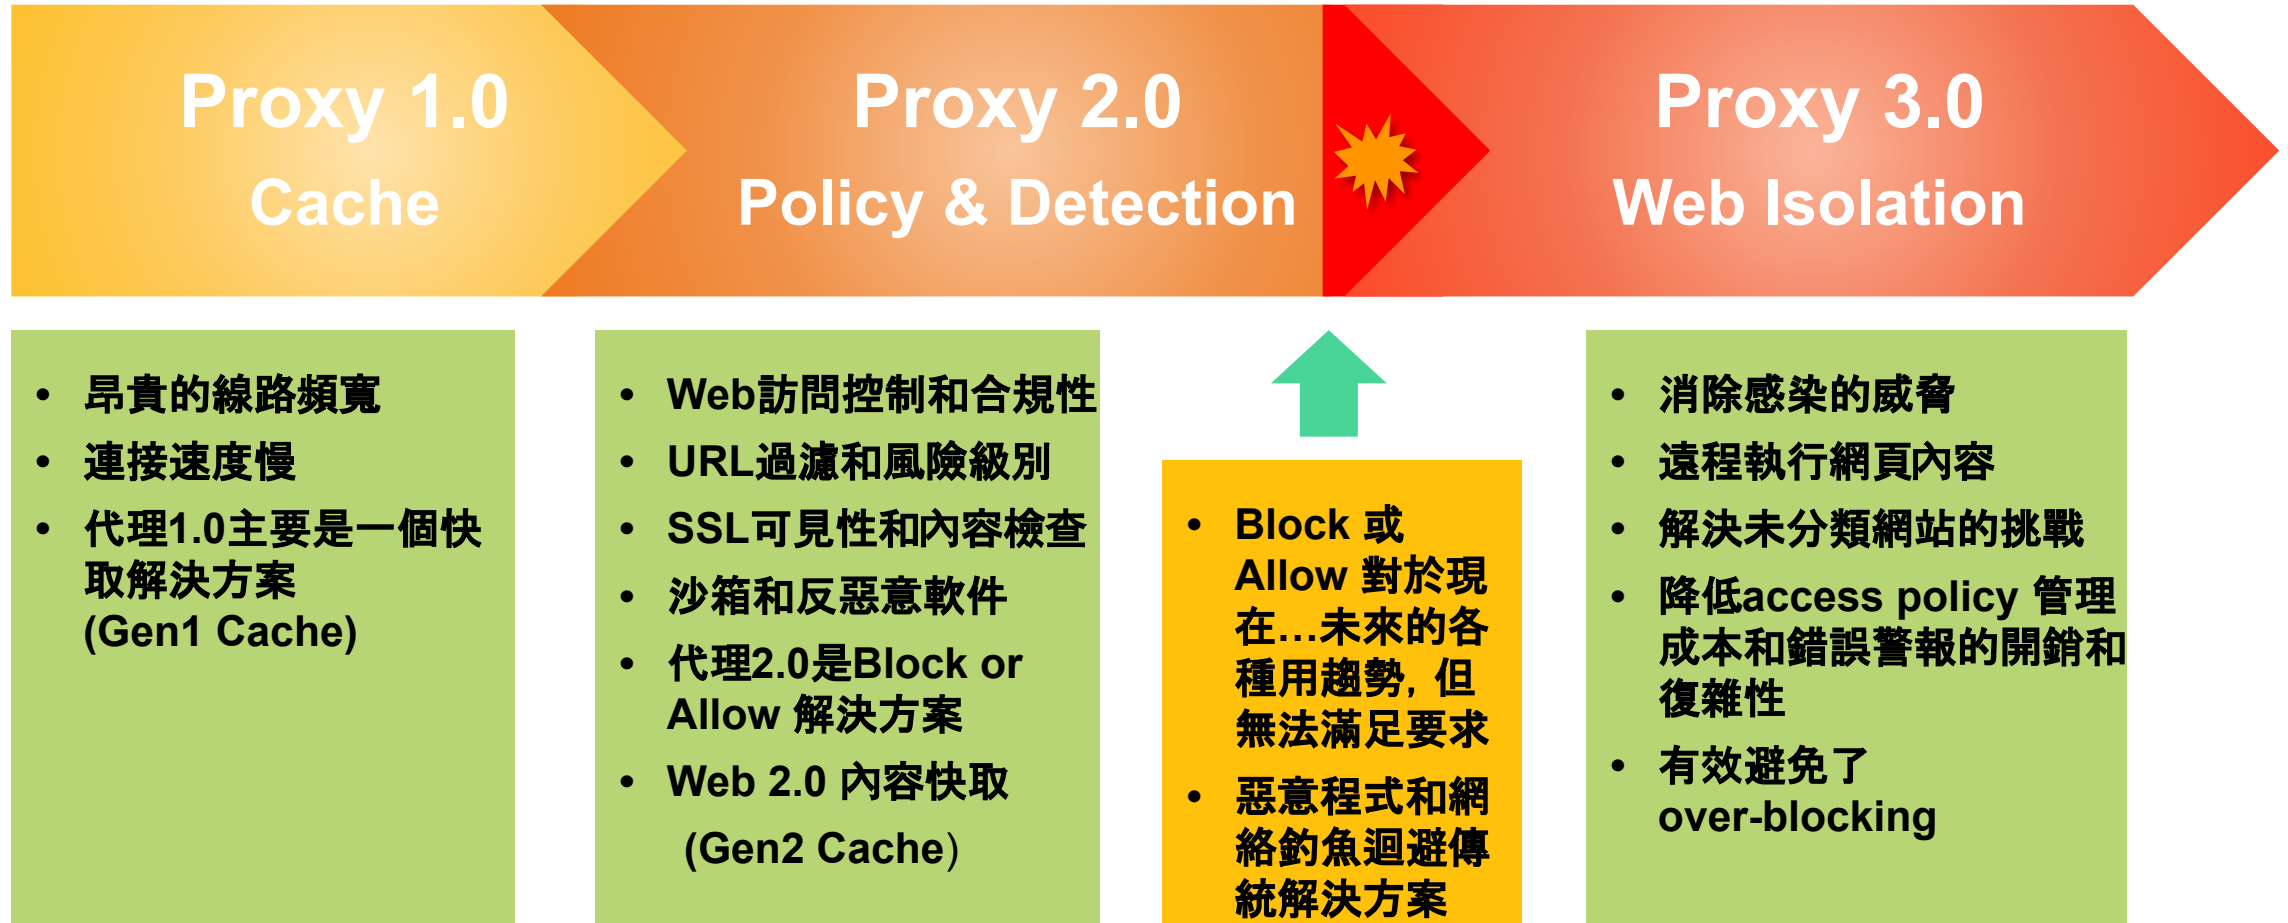 Proxy 1.0
Cache
Proxy 2.0
Policy & Detection
Proxy 3.0
Web Isolation
• 昂貴的線路頻寬
• 連接速度慢
• 代理1.0主要是一個快
取解決方案
(Gen1 Cache)
• Web訪問控制和合規性
• URL過濾和風險級別
• SSL可見性和內容檢查
• 沙箱和反惡意軟件
• 代理2.0是Block or
Allow 解決方案
• Web 2.0 內容快取
(Gen2 Cache)
• Block 或
Allow 對於現
在...未來的各
種用趨勢, 但
無法滿足要求
• 惡意程式和網
絡釣魚迴避傳
統解決方案
• 消除感染的威脅
• 遠程執行網頁內容
• 解決未分類網站的挑戰
• 降低access policy 管理
成本和錯誤警報的開銷和
復雜性
• 有效避免了
over-blocking